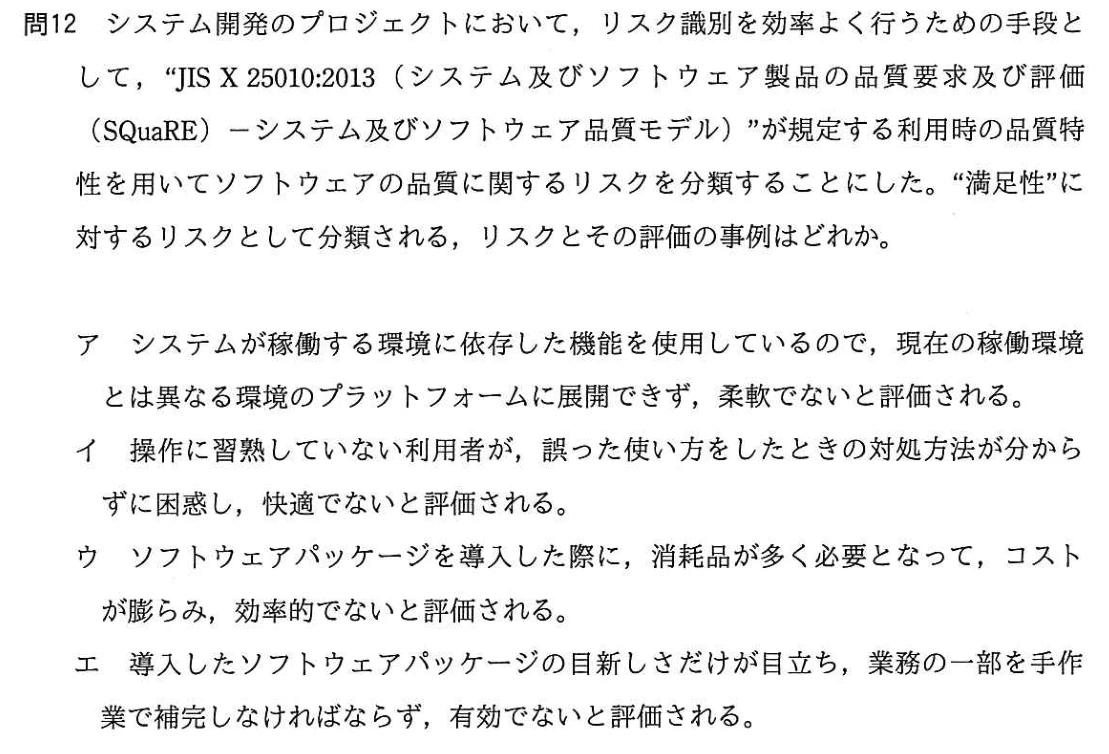 問12 システム開発のプロジェクトにおいて，リスク識別を効率よく行うための手段と
して，“JIS X 25010:2013（システム及びソフトウェア製品の品質要求及び評価
（SQuaRE）－システム及びソフトウェア品質モデル）”が規定する利用時の品質特
性を用いてソフトウェアの品質に関するリスクを分類することにした。“満足性”に
対するリスクとして分類される，リスクとその評価の事例はどれか。
ア システムが稼働する環境に依存した機能を使用しているので，現在の稼働環境
とは異なる環境のプラットフォームに展開できず，柔軟でないと評価される。
イ 操作に習熟していない利用者が，誤った使い方をしたときの対処方法が分から
ずに困惑し，快適でないと評価される。
ウ ソフトウェアパッケージを導入した際に，消耗品が多く必要となって，コスト
が膨らみ，効率的でないと評価される。
エ 導入したソフトウェアパッケージの目新しさだけが目立ち，業務の一部を手作
業で補完しなければならず，有効でないと評価される。